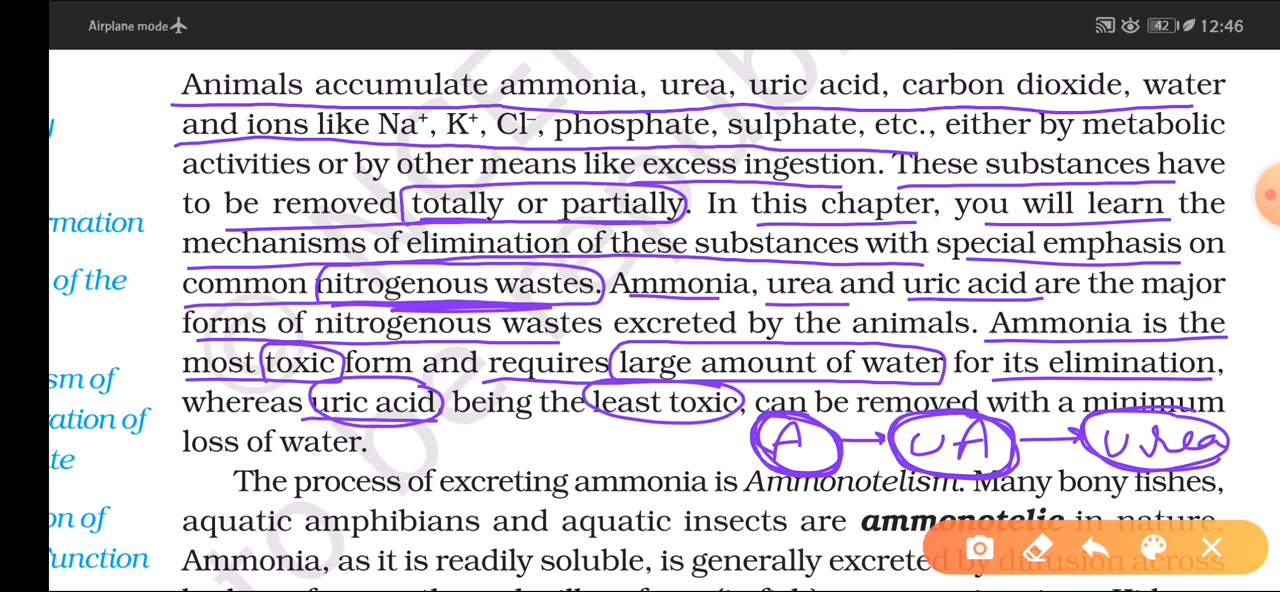 Airplane mode 42 12:46
Animals accumulate ammonia, urea, uric acid, carbon dioxide, water
and ions like Na⁺, K⁺, Cl⁻, phosphate, sulphate, etc., either by metabolic
activities or by other means like excess ingestion. These substances have
to be removed totally or partially. In this chapter, you will learn the
rmation
mechanisms of elimination of these substances with special emphasis on
of the
common nitrogenous wastes. Ammonia, urea and uric acid are the major
forms of nitrogenous wastes excreted by the animals. Ammonia is the
most toxic form and requires large amount of water for its elimination,
sm of
whereas uric acid, being the least toxic, can be removed with a minimum
ation of
loss of water.
A UA Urea
te
The process of excreting ammonia is Ammonotelism. Many bony fishes,
on of
aquatic amphibians and aquatic insects are ammonotelic in nature.
unction
Ammonia, as it is readily soluble, is generally excreted by diffusion across